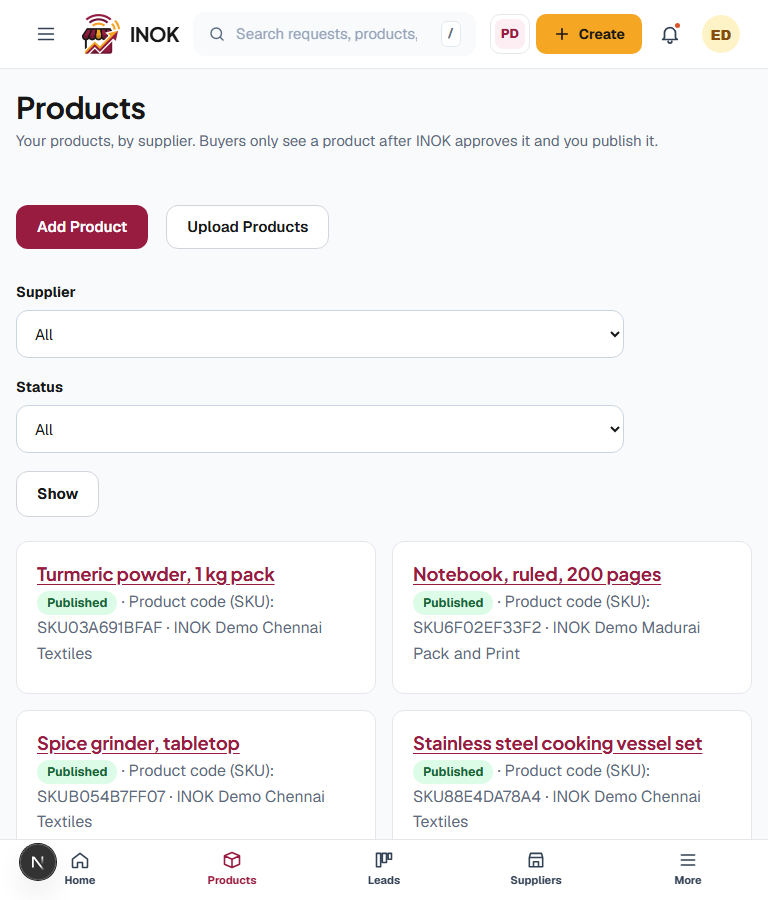 INOK
Search requests, products,
/
PD
Create
ED
Products
Your products, by supplier. Buyers only see a product after INOK approves it and you publish it.
Add Product
Upload Products
Supplier
All
Status
All
Show
Turmeric powder, 1 kg pack
Published · Product code (SKU):
SKU03A691BFAF · INOK Demo Chennai
Textiles
Notebook, ruled, 200 pages
Published · Product code (SKU):
SKU6F02EF33F2 · INOK Demo Madurai
Pack and Print
Spice grinder, tabletop
Published · Product code (SKU):
SKUB054B7FF07 · INOK Demo Chennai
Textiles
Stainless steel cooking vessel set
Published · Product code (SKU):
SKU88E4DA78A4 · INOK Demo Chennai
Textiles
N
Home
Products
Leads
Suppliers
More